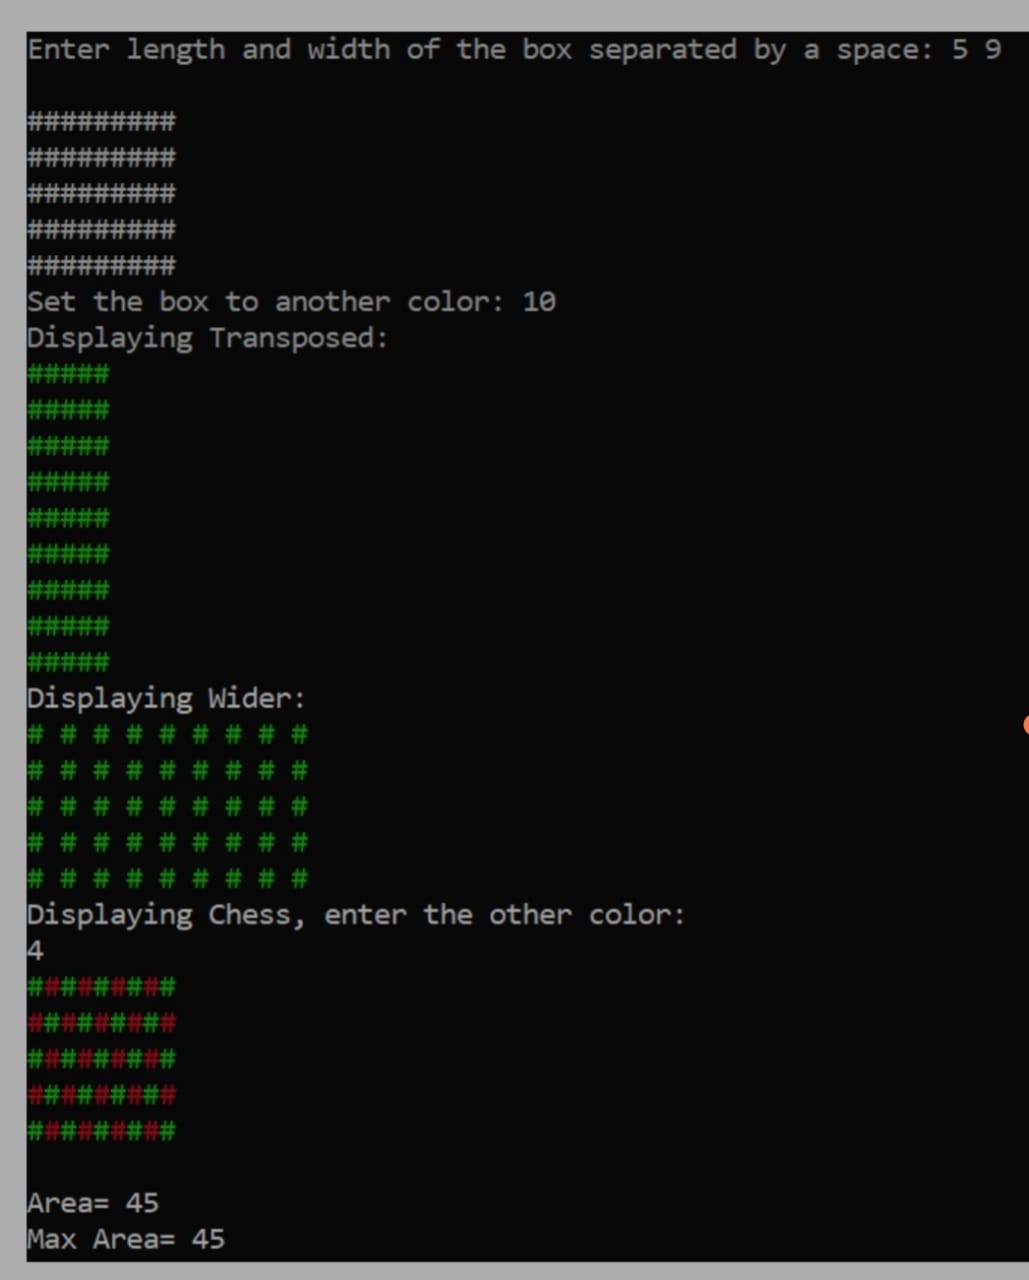 Enter length and width of the box separated by a space: 5 9
#########
#########
#########
#########
#########
Set the box to another color: 10
Displaying Transposed:
#####
#####
#####
#####
#####
#####
#####
#####
#####
Displaying Wider:
# # # # # # # # #
# # # # # # # # #
# # # # # # # # #
# # # # # # # # #
# # # # # # # # #
Displaying Chess, enter the other color:
4
#########
#########
#########
#########
#########
Area= 45
Max Area= 45